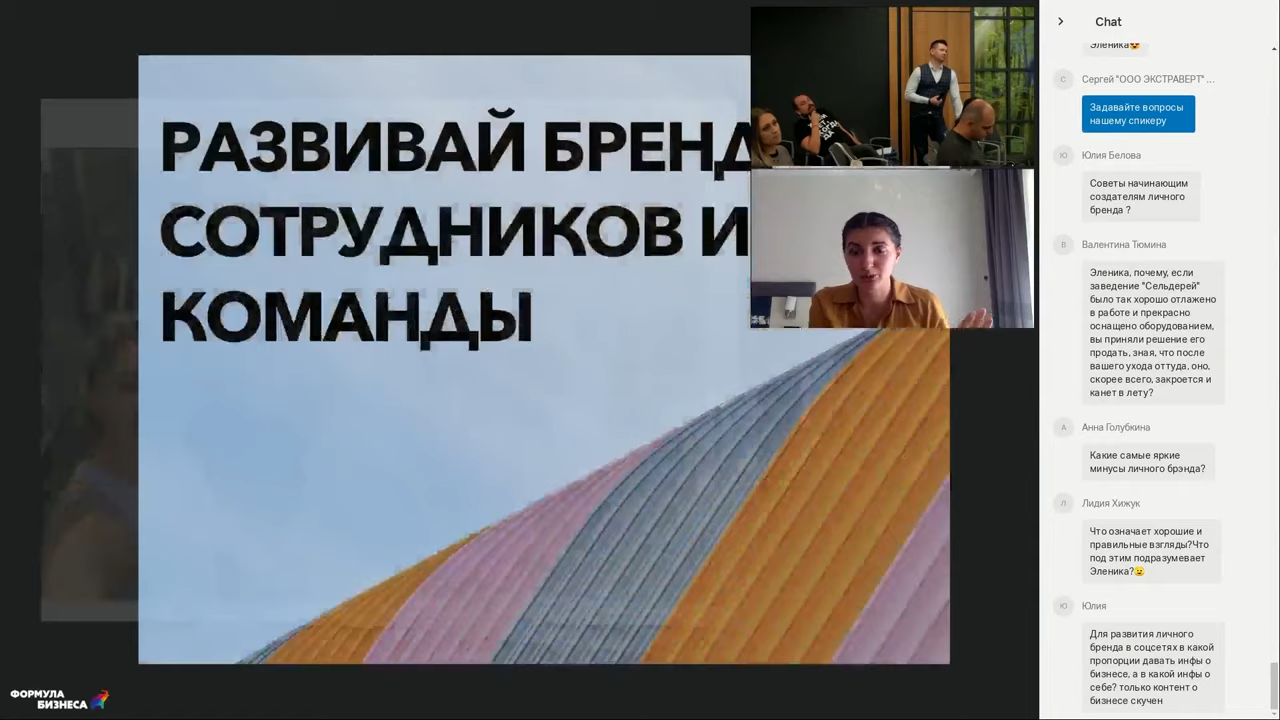 РАЗВИВАЙ БРЕНД
СОТРУДНИКОВ И
КОМАНДЫ
ФОРМУЛА
БИЗНЕСА
Chat
Эленика😍
С
Сергей "ООО ЭКСТРАВЕРТ" ...
Задавайте вопросы
нашему спикеру
Ю
Юлия Белова
Советы начинающим
создателям личного
бренда ?
В
Валентина Тюмина
Эленика, почему, если
заведение "Сельдерей"
было так хорошо отлажено
в работе и прекрасно
оснащено оборудованием,
вы приняли решение его
продать, зная, что после
вашего ухода оттуда, оно,
скорее всего, закроется и
канет в лету?
А
Анна Голубкина
Какие самые яркие
минусы личного брэнда?
Л
Лидия Хижук
Что означает хорошие и
правильные взгляды?Что
под этим подразумевает
Эленика?😟
Ю
Юлия
Для развития личного
бренда в соцсетях в какой
пропорции давать инфы о
бизнесе, а в какой инфы о
себе? только контент о
бизнесе скучен